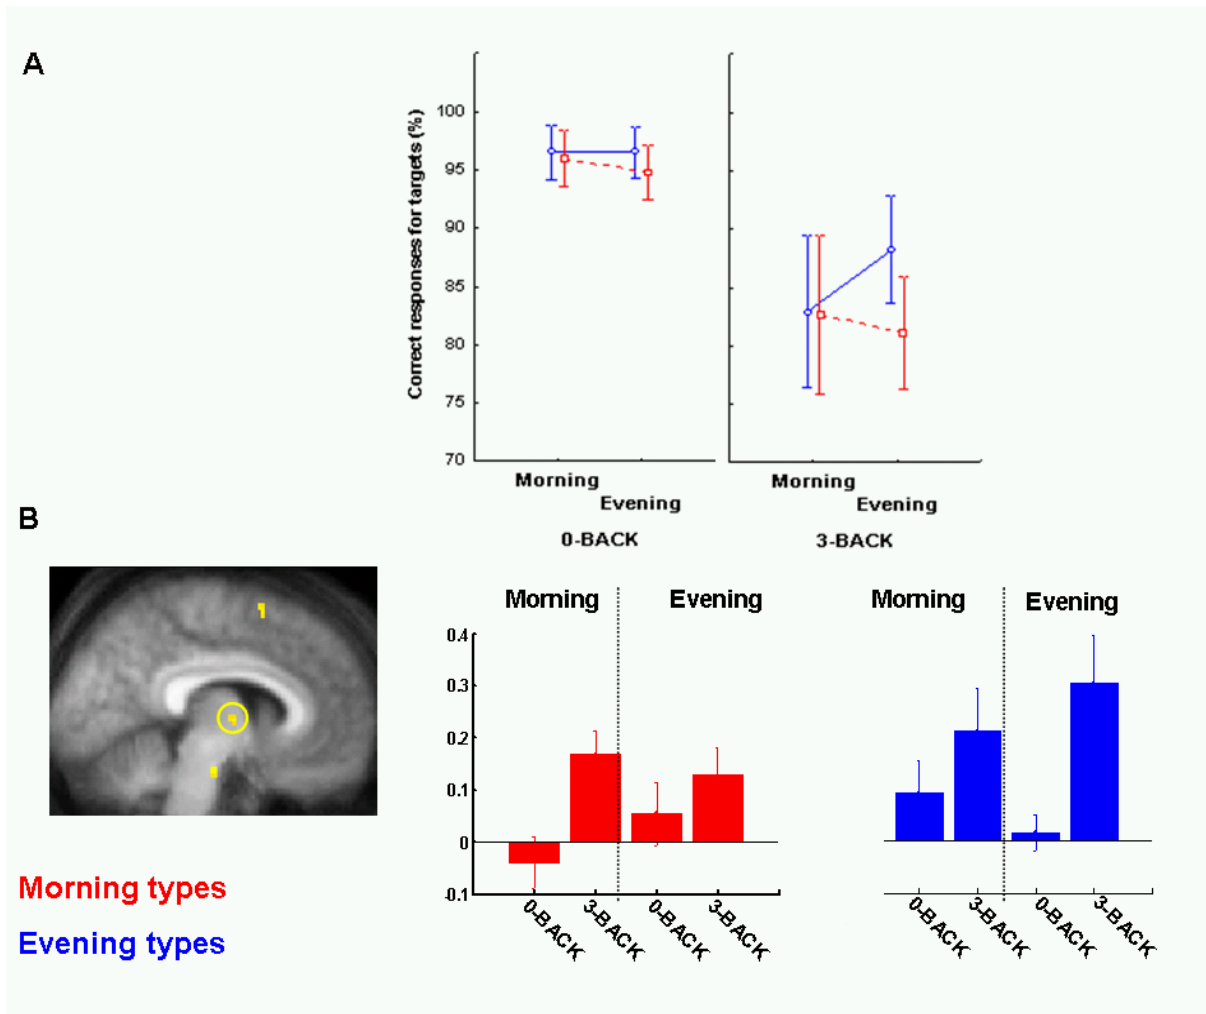 A
Correct responses for targets (%)
100
95
90
85
80
75
70
Morning
Evening
0-BACK
Morning
Evening
3-BACK
B
Morning Evening
0.4
0.3
0.2
0.1
0
-0.1
0-BACK
3-BACK
0-BACK
3-BACK
Morning Evening
0-BACK
3-BACK
0-BACK
3-BACK
Morning types
Evening types